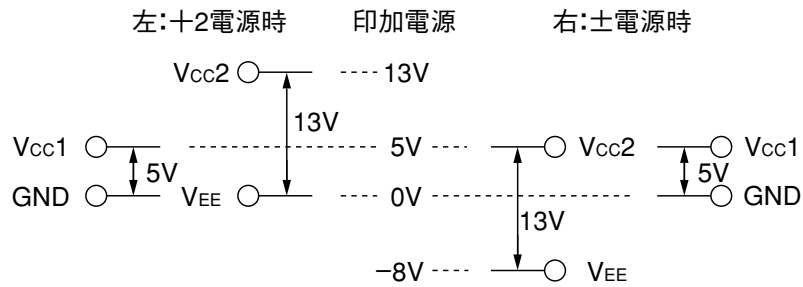 左:＋2電源時 印加電源 右:±電源時
VCC2 13V
13V
VCC1 5V VCC2 VCC1
5V 5V
GND VEE 0V GND
13V
−8V VEE